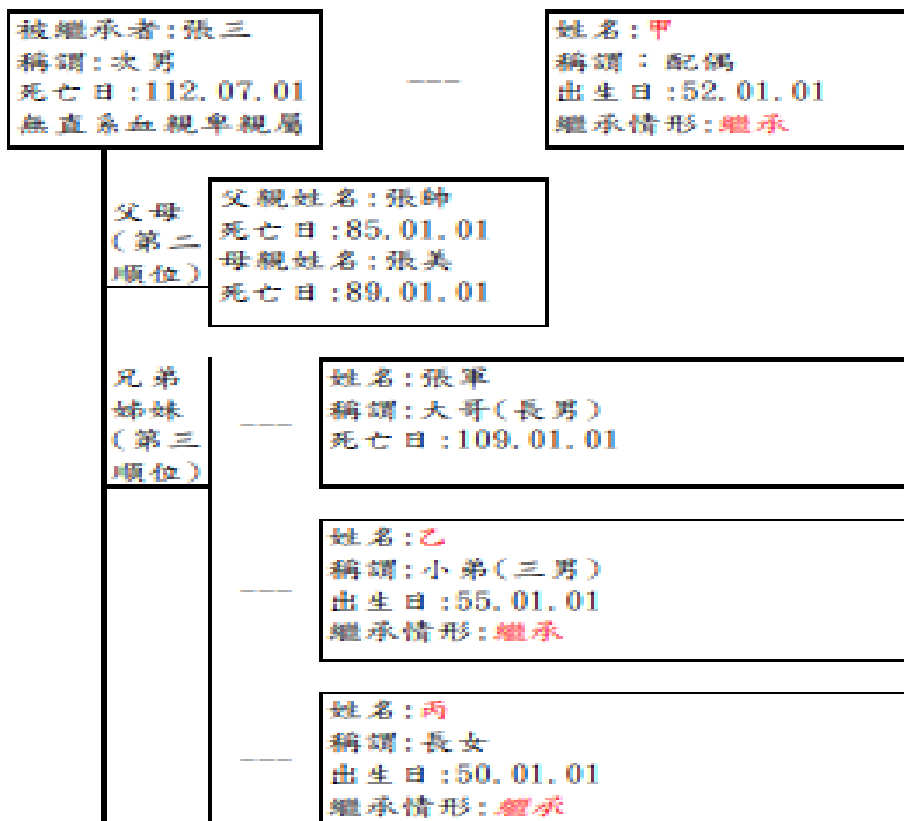 被繼承者:張三
稱謂:次男
死亡日:112.07.01
無直系血親卑親屬
姓名:甲
稱謂:配偶
出生日:52.01.01
繼承情形:繼承
父母
(第二
順位)
父親姓名:張帥
死亡日:85.01.01
母親姓名:張美
死亡日:89.01.01
兄弟
姊妹
(第三
順位)
姓名:張軍
稱謂:大哥(長男)
死亡日:109.01.01
姓名:乙
稱謂:小弟(三男)
出生日:55.01.01
繼承情形:繼承
姓名:丙
稱謂:長女
出生日:50.01.01
繼承情形:繼承